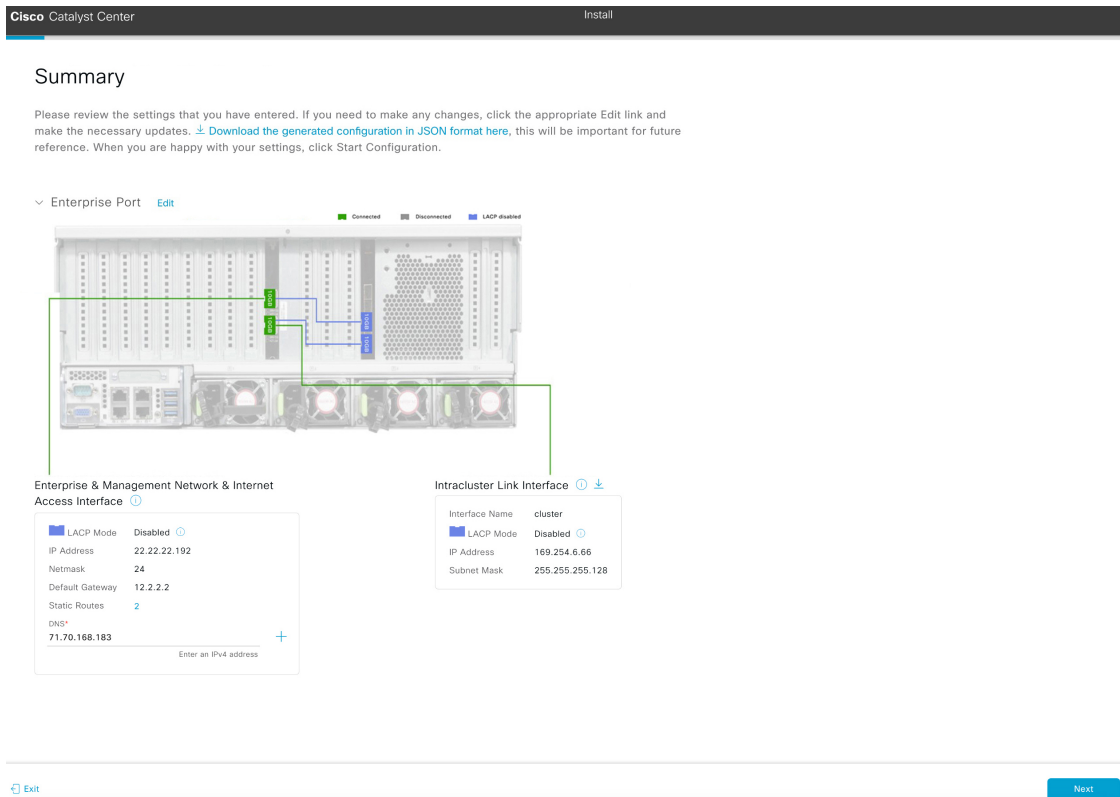 Cisco Catalyst Center
Install
Summary
Please review the settings that you have entered. If you need to make any changes, click the appropriate Edit link and
make the necessary updates. Download the generated configuration in JSON format here, this will be important for future
reference. When you are happy with your settings, click Start Configuration.
Enterprise Port Edit
Connected Disconnected LACP disabled
10GB
10GB
10GB
10GB
Enterprise & Management Network & Internet
Access Interface
LACP Mode Disabled
IP Address 22.22.22.192
Netmask 24
Default Gateway 12.2.2.2
Static Routes 2
DNS*
71.70.168.183
Enter an IPv4 address
Intracluster Link Interface
Interface Name cluster
LACP Mode Disabled
IP Address 169.254.6.66
Subnet Mask 255.255.255.128
Exit
Next